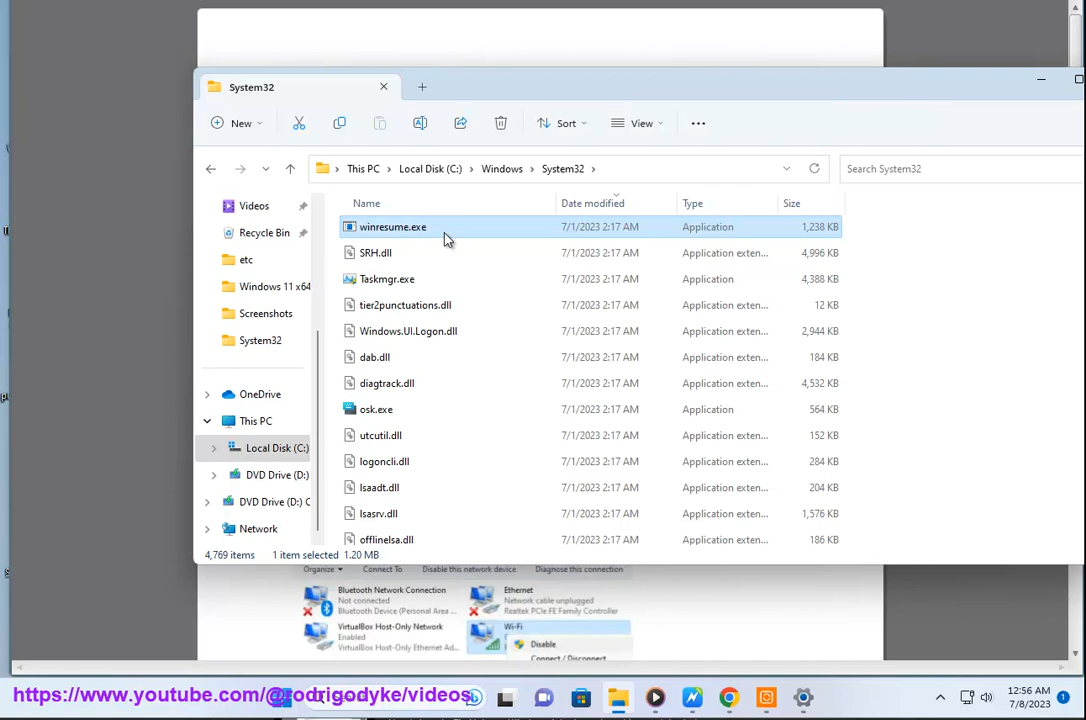 System32
New
Sort
View
This PC
Local Disk (C:)
Windows
System32
Search System32
Videos
Recycle Bin
etc
Windows 11 x64
Screenshots
System32
OneDrive
This PC
Local Disk (C:)
DVD Drive (D:)
DVD Drive (D:) C
Network
Name Date modified Type Size
winresume.exe 7/1/2023 2:17 AM Application 1,238 KB
SRH.dll 7/1/2023 2:17 AM Application exten... 4,996 KB
Taskmgr.exe 7/1/2023 2:17 AM Application 4,388 KB
tier2punctuations.dll 7/1/2023 2:17 AM Application exten... 12 KB
Windows.UI.Logon.dll 7/1/2023 2:17 AM Application exten... 2,944 KB
dab.dll 7/1/2023 2:17 AM Application exten... 184 KB
diagtrack.dll 7/1/2023 2:17 AM Application exten... 4,532 KB
osk.exe 7/1/2023 2:17 AM Application 564 KB
utcutil.dll 7/1/2023 2:17 AM Application exten... 152 KB
logoncli.dll 7/1/2023 2:17 AM Application exten... 284 KB
lsaadt.dll 7/1/2023 2:17 AM Application exten... 204 KB
lsasrv.dll 7/1/2023 2:17 AM Application exten... 1,576 KB
offlinelsa.dll 7/1/2023 2:17 AM Application exten... 186 KB
4,769 items 1 item selected 1.20 MB
Organize Connect To Disable this network device Diagnose this connection
Bluetooth Network Connection
Not connected
Bluetooth Device (Personal Area ...
Ethernet
Network cable unplugged
Realtek PCIe FE Family Controller
VirtualBox Host-Only Network
Enabled
VirtualBox Host-Only Ethernet Ad...
Wi-Fi
Disable
Connect / Disconnect
https://www.youtube.com/@rodrigodyke/videos
12:56 AM
7/8/2023
1